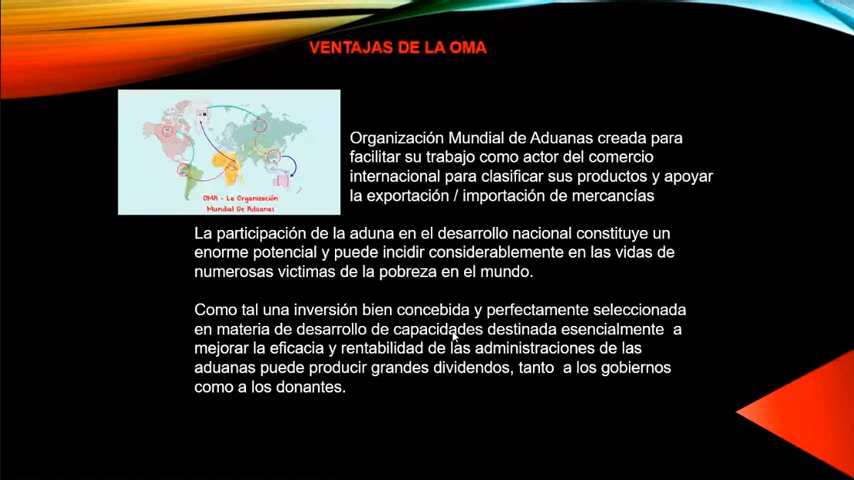 VENTAJAS DE LA OMA
OMA - La Organización
Mundial De Aduanas
Organización Mundial de Aduanas creada para
facilitar su trabajo como actor del comercio
internacional para clasificar sus productos y apoyar
la exportación / importación de mercancías
La participación de la aduna en el desarrollo nacional constituye un
enorme potencial y puede incidir considerablemente en las vidas de
numerosas victimas de la pobreza en el mundo.
Como tal una inversión bien concebida y perfectamente seleccionada
en materia de desarrollo de capacidades destinada esencialmente a
mejorar la eficacia y rentabilidad de las administraciones de las
aduanas puede producir grandes dividendos, tanto a los gobiernos
como a los donantes.